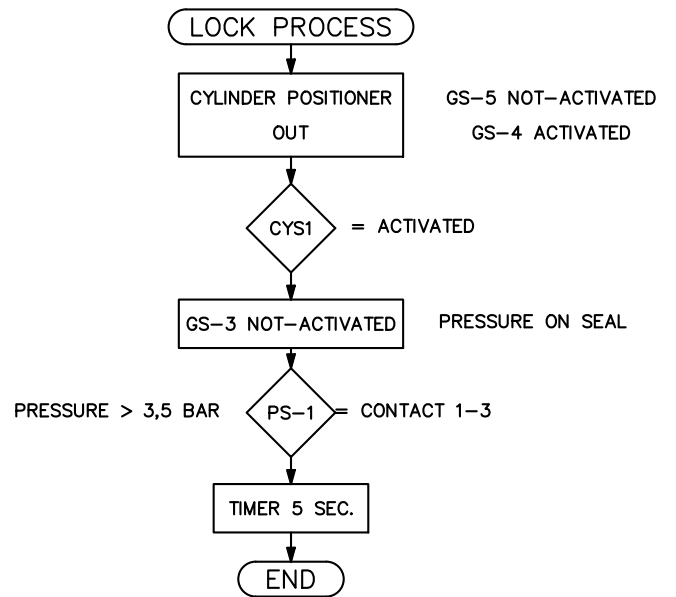 LOCK PROCESS
CYLINDER POSITIONER
OUT
GS-5 NOT-ACTIVATED
GS-4 ACTIVATED
CYS1
= ACTIVATED
GS-3 NOT-ACTIVATED
PRESSURE ON SEAL
PRESSURE > 3,5 BAR
PS-1
= CONTACT 1-3
TIMER 5 SEC.
END